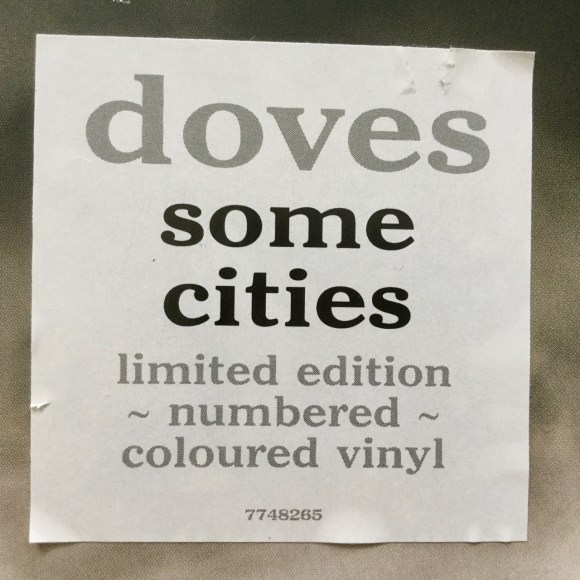 doves
some
cities
limited edition
~ numbered ~
coloured vinyl
7748265